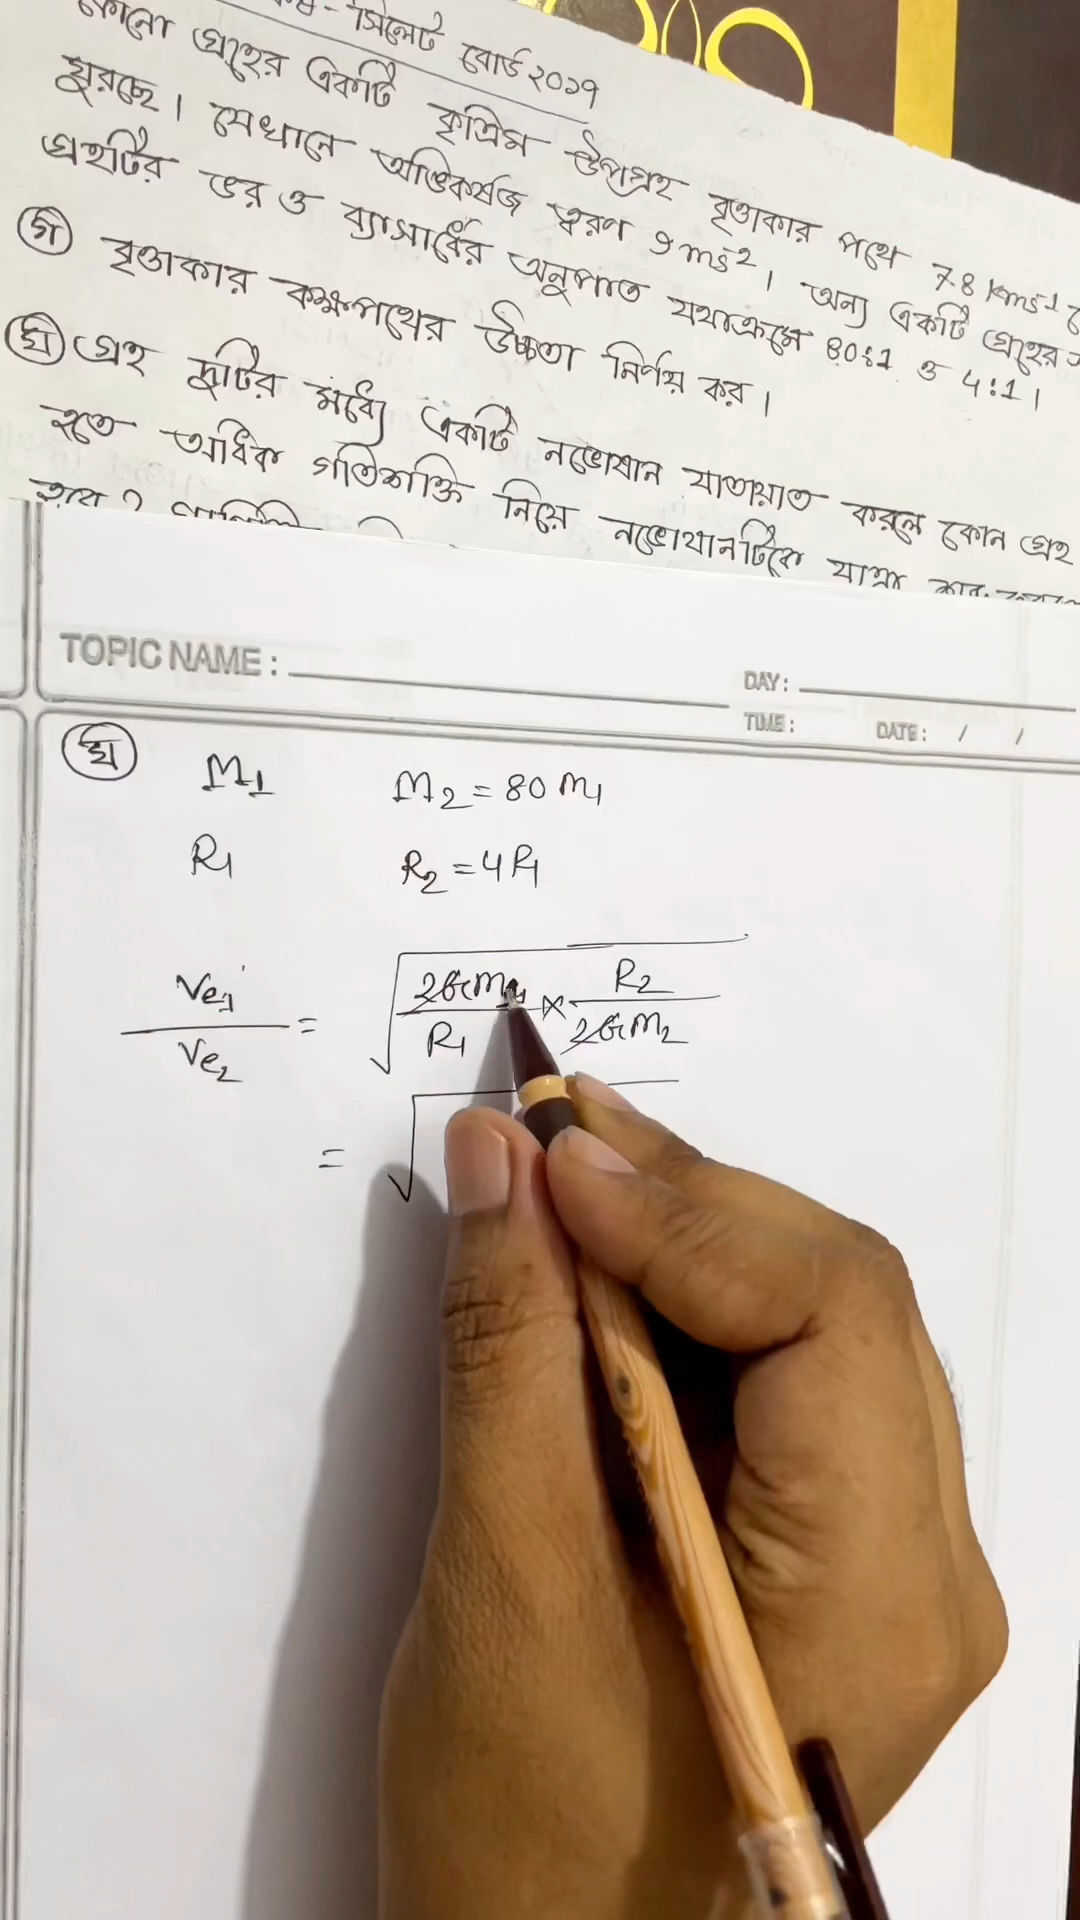 সিলেট বোর্ড ২০১৭
কোনো গ্রহের একটি কৃত্রিম উপগ্রহ বৃত্তাকার পথে 7.8 kms-1
ঘুরছে। সেখানে অভিকর্ষজ ত্বরণ 9 ms-2। অন্য একটি গ্রহের
গ্রহটির ভর ও ব্যাসার্ধের অনুপাত যথাক্রমে 80:1 ও 4:1।
গ বৃত্তাকার কক্ষপথের উচ্চতা নির্ণয় কর।
ঘ গ্রহ দুটির মধ্যে একটি নভোযান যাতায়াত করলে কোন গ্রহ
হতে অধিক গতিশক্তি নিয়ে নভোযানটিকে যাত্রা
TOPIC NAME :
DAY :
TIME :
DATE : / /
ঘ M1 M2 = 80 M1
R1 R2 = 4R1
Ve1 / Ve2 = √(2GM1 / R1 × R2 / 2GM2)
= √